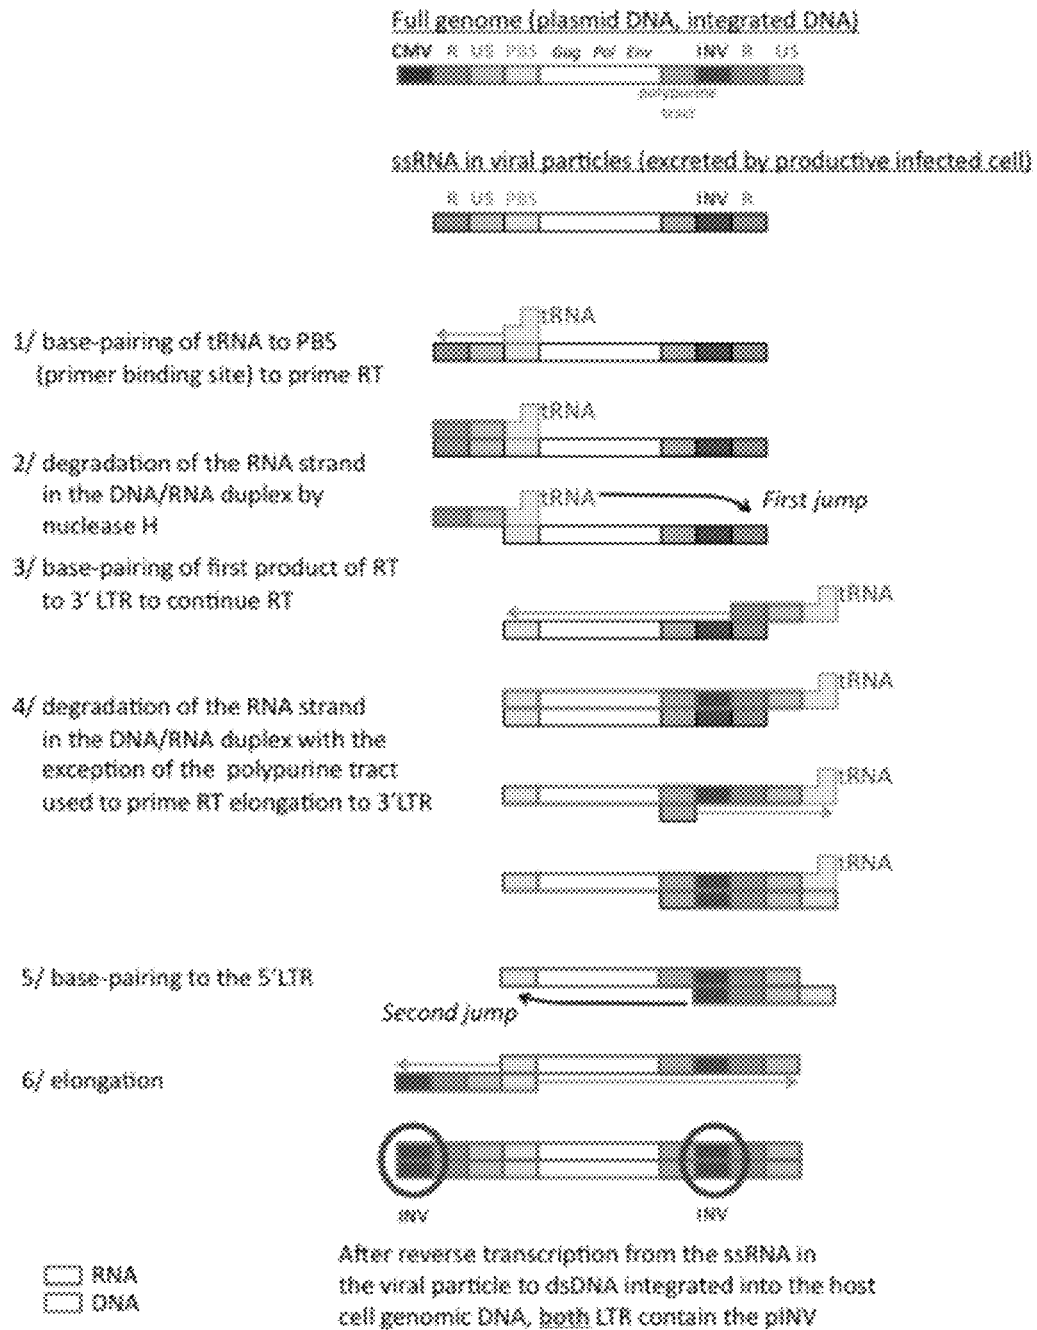 Full genome (plasmid DNA, integrated DNA)
CMV R U5 PBS Gag Pol Env INV R U5
polypurine
tract
ssRNA in viral particles (excreted by productive infected cell)
R U5 PBS INV R
tRNA
1/ base-pairing of tRNA to PBS
(primer binding site) to prime RT
tRNA
2/ degradation of the RNA strand
in the DNA/RNA duplex by
nuclease H
tRNA
First jump
3/ base-pairing of first product of RT
to 3' LTR to continue RT
tRNA
tRNA
4/ degradation of the RNA strand
in the DNA/RNA duplex with the
exception of the polypurine tract
used to prime RT elongation to 3'LTR
tRNA
tRNA
5/ base-pairing to the 5'LTR
Second jump
6/ elongation
INV INV
RNA
DNA
After reverse transcription from the ssRNA in
the viral particle to dsDNA integrated into the host
cell genomic DNA, both LTR contain the pINV